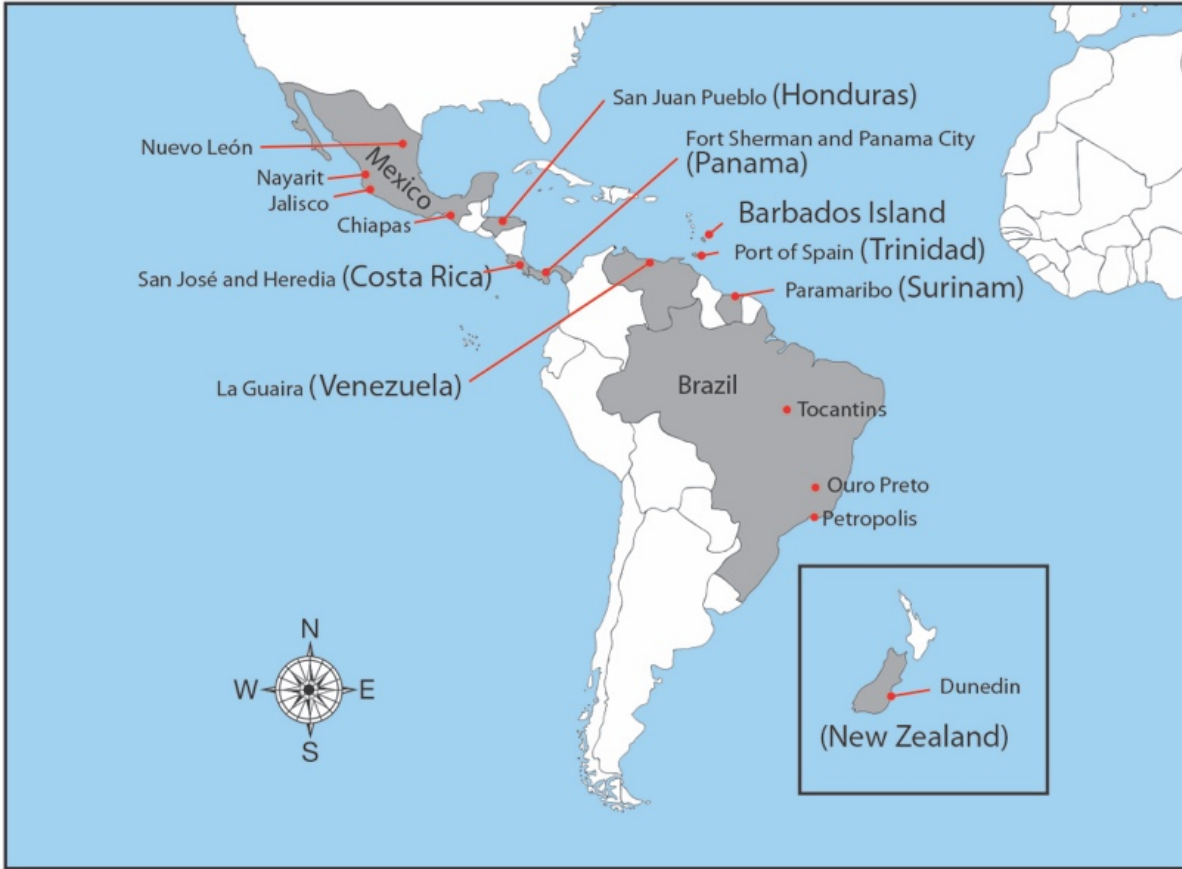 San Juan Pueblo (Honduras)
Fort Sherman and Panama City
(Panama)
Nuevo León
Mexico
Nayarit
Jalisco
Chiapas
Barbados Island
Port of Spain (Trinidad)
San José and Heredia (Costa Rica)
Paramaribo (Surinam)
La Guaira (Venezuela)
Brazil
Tocantins
Ouro Preto
Petropolis
N
W E
S
Dunedin
(New Zealand)